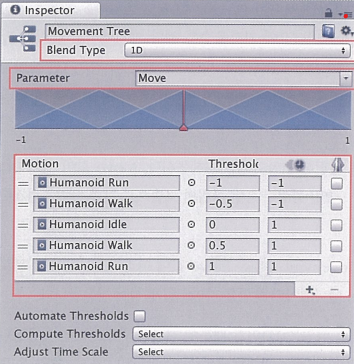 Inspector
Movement Tree
Blend Type 1D
Parameter Move
-1 1
Motion Threshold
Humanoid Run -1 -1
Humanoid Walk -0.5 -1
Humanoid Idle 0 1
Humanoid Walk 0.5 1
Humanoid Run 1 1
+ −
Automate Thresholds
Compute Thresholds Select
Adjust Time Scale Select